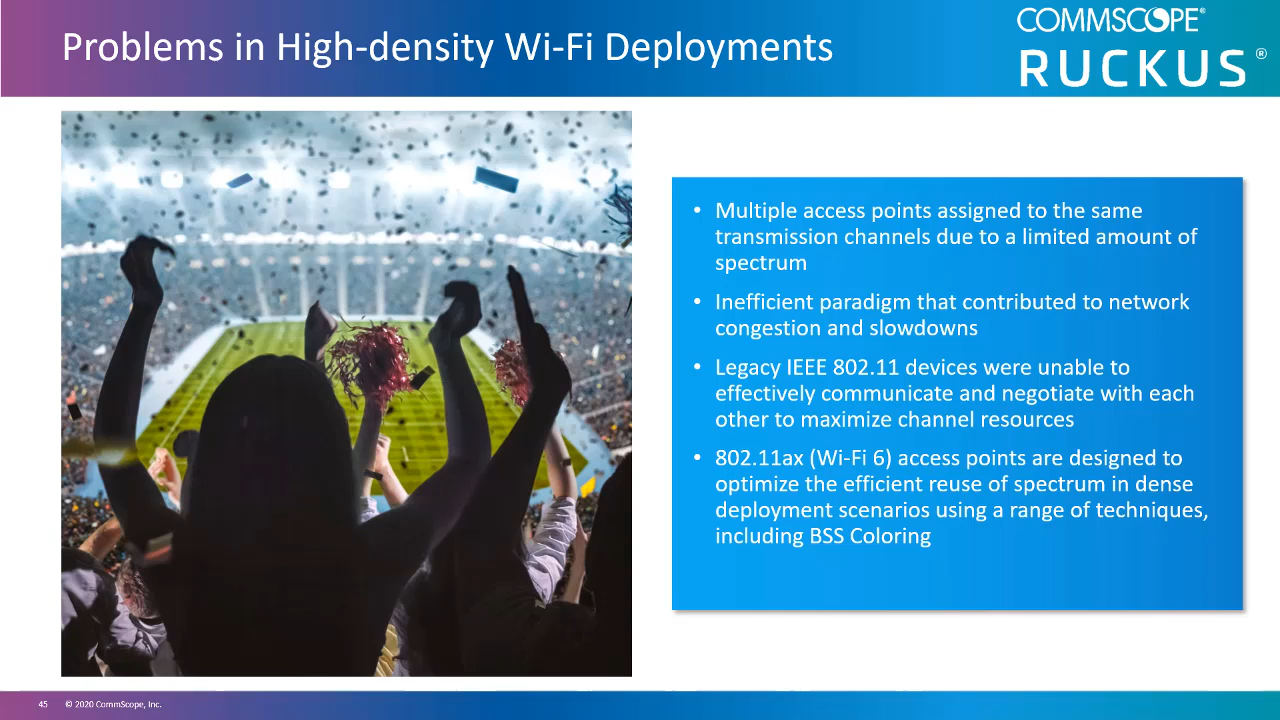 Problems in High-density Wi-Fi Deployments
COMMSCOPE®
RUCKUS®
• Multiple access points assigned to the same
transmission channels due to a limited amount of
spectrum
• Inefficient paradigm that contributed to network
congestion and slowdowns
• Legacy IEEE 802.11 devices were unable to
effectively communicate and negotiate with each
other to maximize channel resources
• 802.11ax (Wi-Fi 6) access points are designed to
optimize the efficient reuse of spectrum in dense
deployment scenarios using a range of techniques,
including BSS Coloring
45 © 2020 CommScope, Inc.